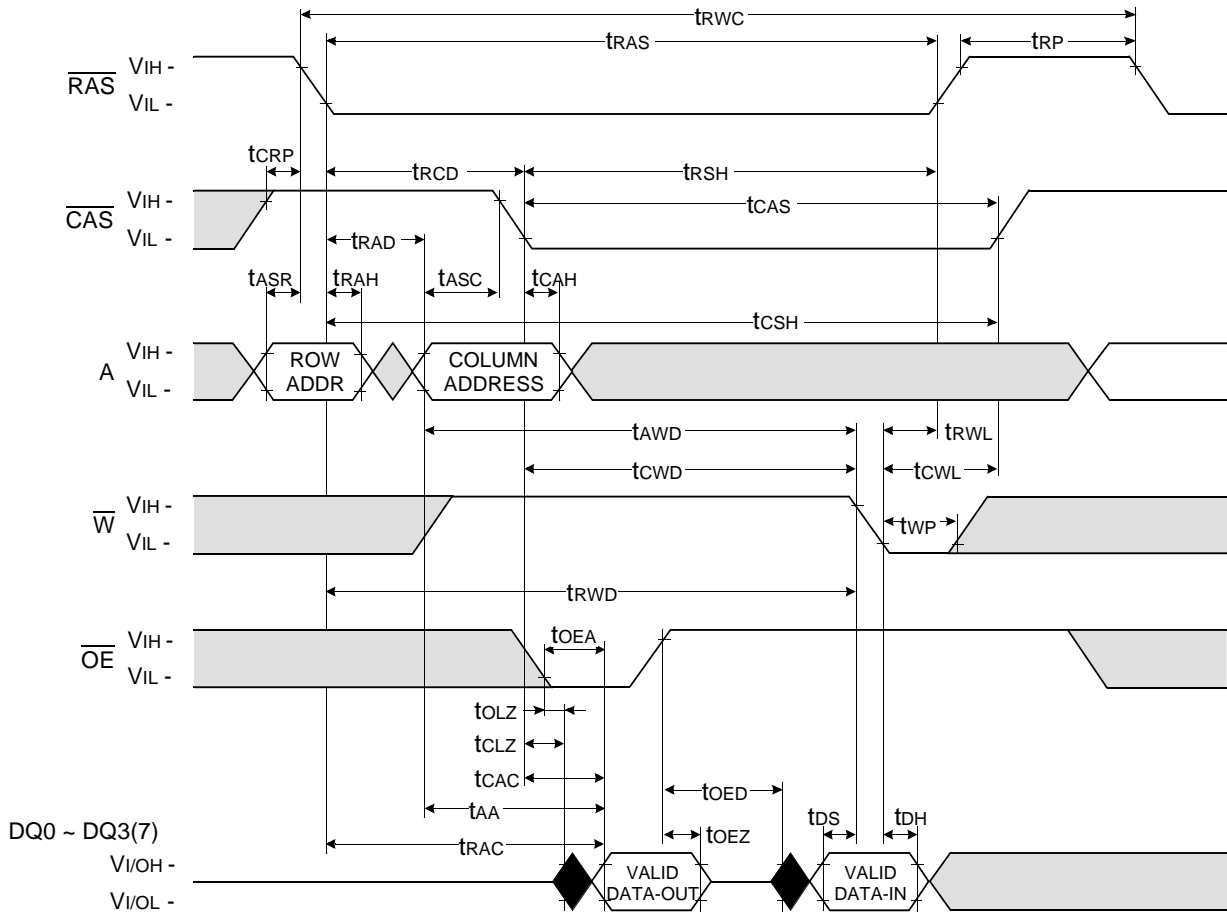 tRWC
tRAS
tRP
RAS
VIH -
VIL -
tCRP
tRCD
tRSH
CAS
VIH -
VIL -
tCAS
tRAD
tASR
tRAH
tASC
tCAH
tCSH
A
VIH -
VIL -
ROW
ADDR
COLUMN
ADDRESS
tAWD
tRWL
tCWD
tCWL
W
VIH -
VIL -
tWP
tRWD
OE
VIH -
VIL -
tOEA
tOLZ
tCLZ
tCAC
tOED
tAA
tDS
tDH
tOEZ
DQ0 ~ DQ3(7)
tRAC
VI/OH -
VI/OL -
VALID
DATA-OUT
VALID
DATA-IN